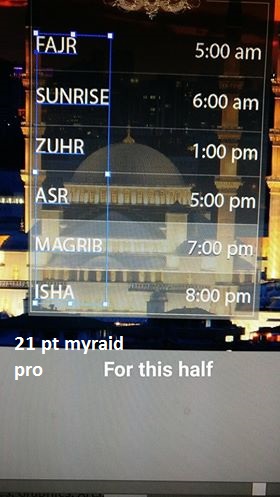 FAJR 5:00 am
SUNRISE 6:00 am
ZUHR 1:00 pm
ASR 5:00 pm
MAGRIB 7:00 pm
ISHA 8:00 pm
21 pt myraid
pro For this half